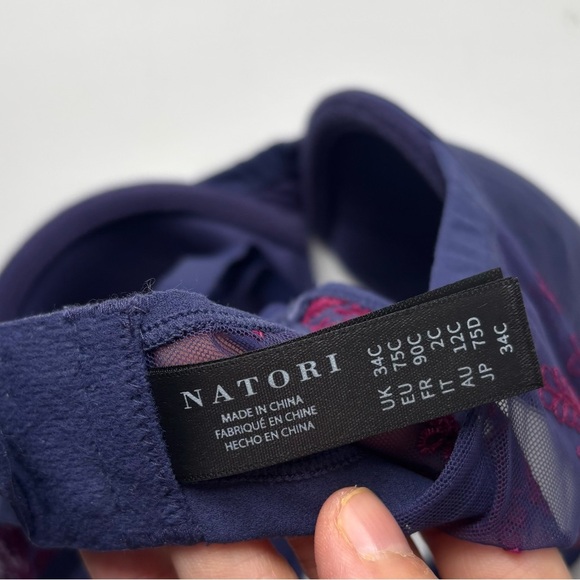 NATORI
MADE IN CHINA
FABRIQUÉ EN CHINE
HECHO EN CHINA
UK 34C
EU 75C
FR 90C
IT 2C
AU 12C
JP 75D
34C